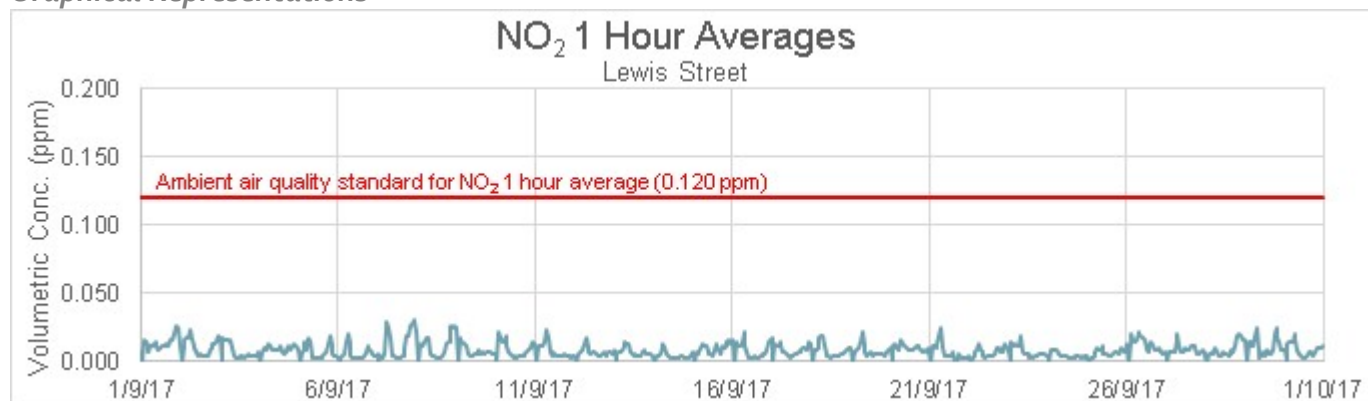 Graphical Representations
NO₂ 1 Hour Averages
Lewis Street
Volumetric Conc. (ppm)
0.200
0.150
Ambient air quality standard for NO₂ 1 hour average (0.120 ppm)
0.100
0.050
0.000
1/9/17 6/9/17 11/9/17 16/9/17 21/9/17 26/9/17 1/10/17